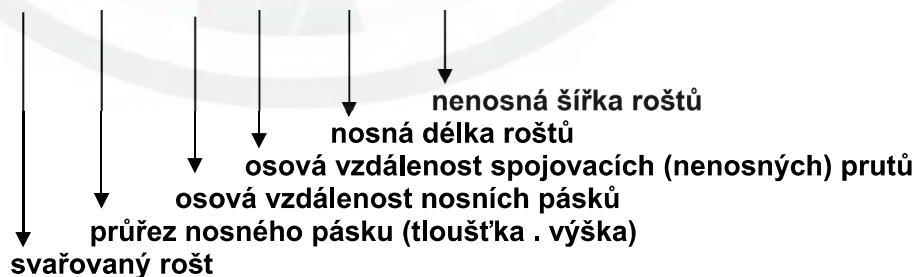 nenosná šířka roštů
nosná délka roštů
osová vzdálenost spojovacích (nenosných) prutů
osová vzdálenost nosních pásků
průřez nosného pásku (tloušťka . výška)
svařovaný rošt